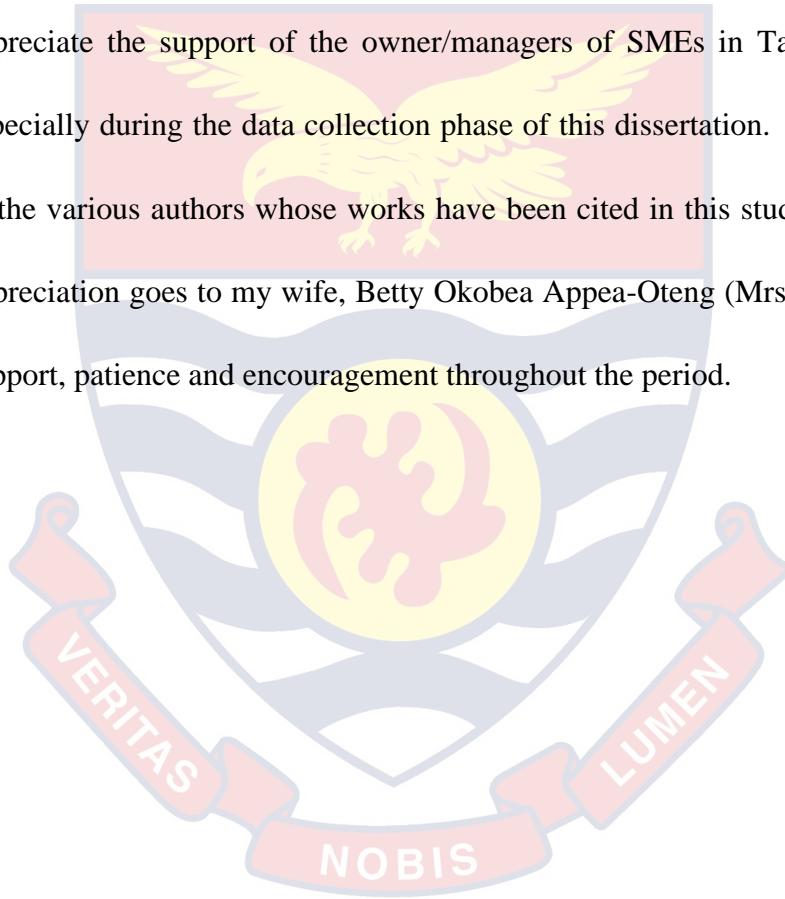 preciate the support of the owner/managers of SMEs in Ta
pecially during the data collection phase of this dissertation.
the various authors whose works have been cited in this stud
preciation goes to my wife, Betty Okobea Appea-Oteng (Mrs
pport, patience and encouragement throughout the period.
VERITAS
NOBIS
LUMEN